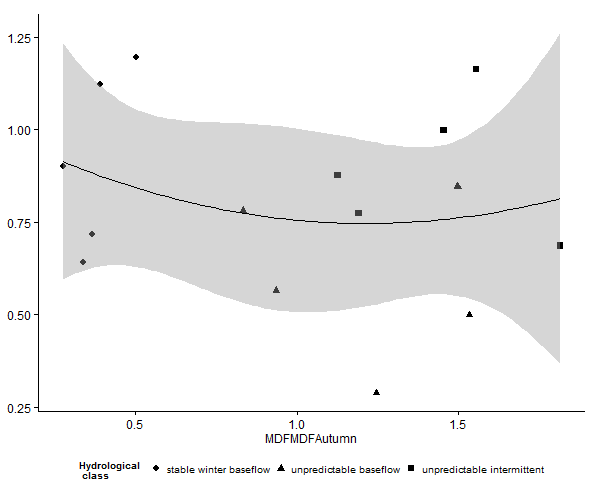 1.25
1.00
0.75
0.50
0.25
0.5 1.0 1.5
MDFMDFAutumn
Hydrological
class
stable winter baseflow unpredictable baseflow unpredictable intermittent